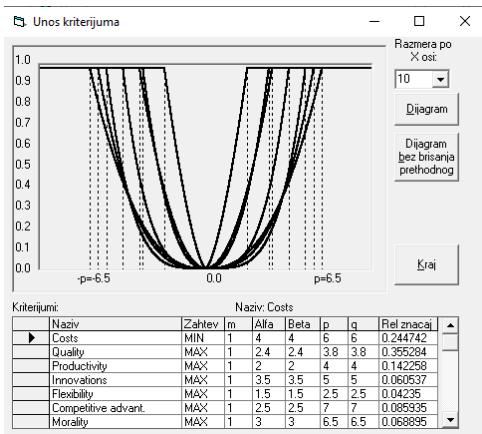 Unos kriterijuma
Razmera po
X osi:
10
Dijagram
Dijagram
bez brisanja
prethodnog
Kraj
1.0
0.9
0.8
0.7
0.6
0.5
0.4
0.3
0.2
0.1
0.0
-p=-6.5 0.0 p=6.5
Kriterijumi: Naziv: Costs
Naziv Zahtev m Alfa Beta p q Rel znacaj
Costs MIN 1 4 4 6 6 0.244742
Quality MAX 1 2.4 2.4 3.8 3.8 0.355284
Productivity MAX 1 2 2 4 4 0.142258
Innovations MAX 1 3.5 3.5 5 5 0.060537
Flexibility MAX 1 1.5 1.5 2.5 2.5 0.04235
Competitive advant. MAX 1 2.5 2.5 7 7 0.085935
Morality MAX 1 3 3 6.5 6.5 0.068895